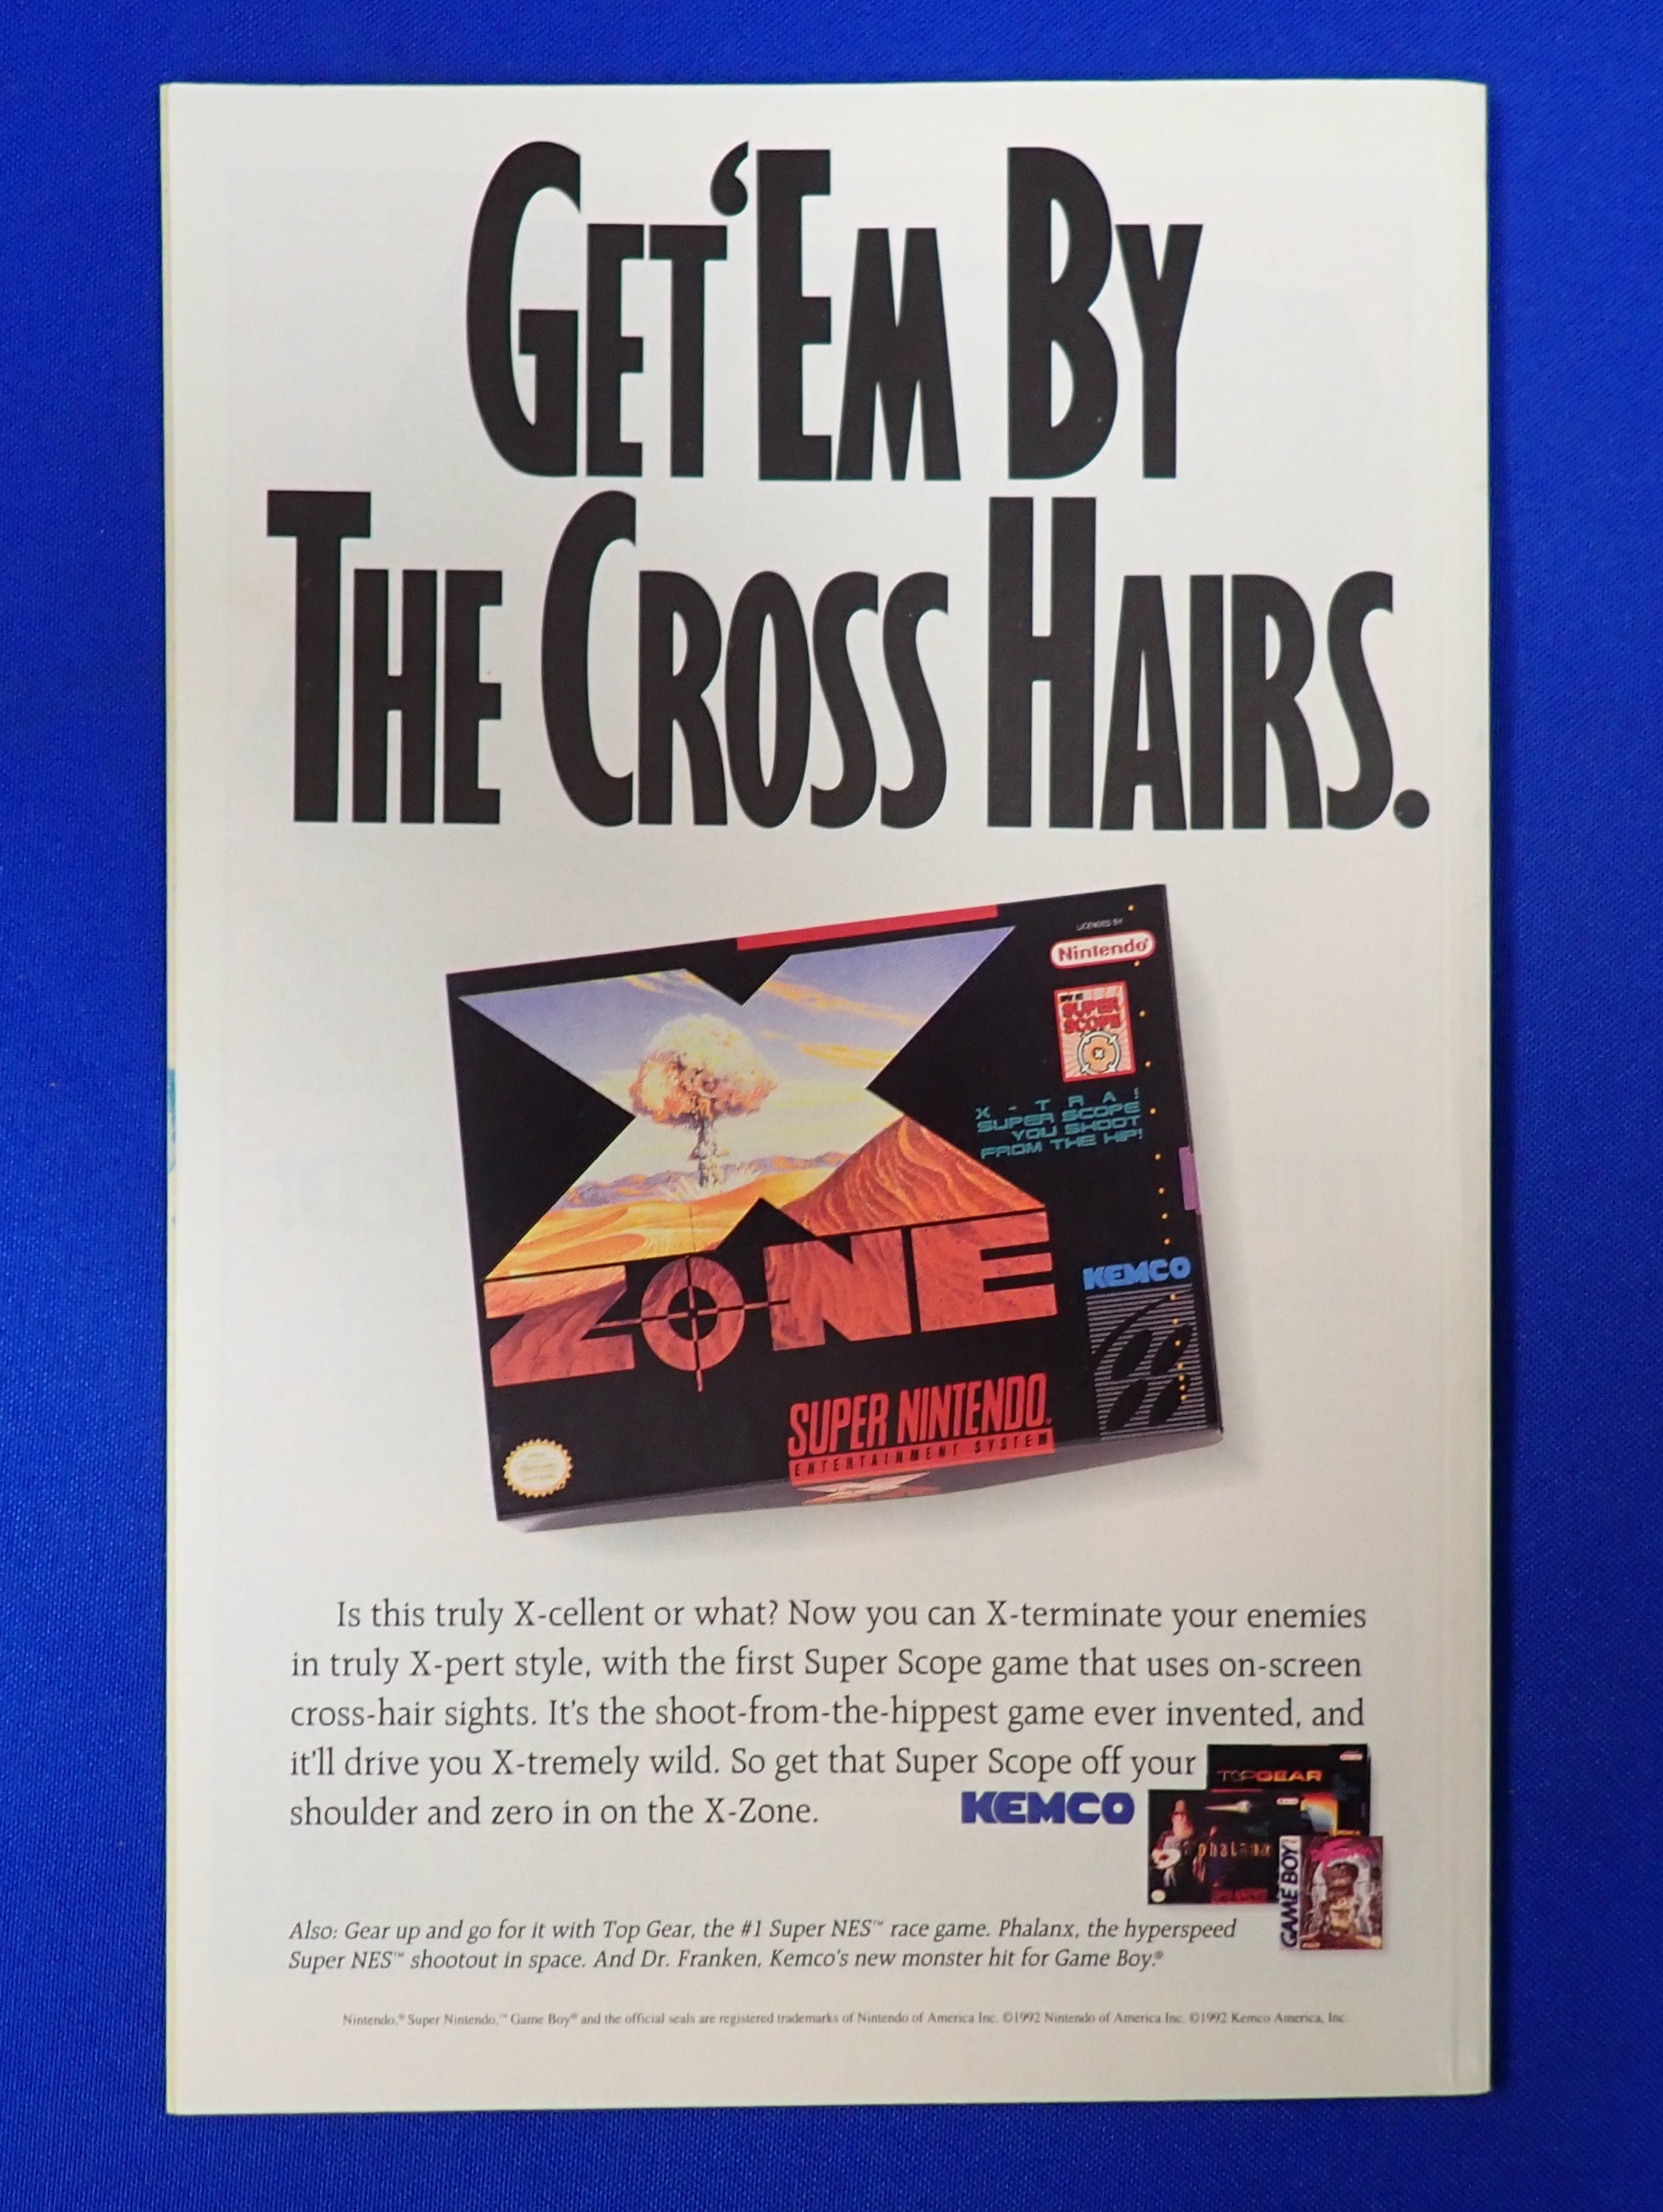 GET ‘EM BY
THE CROSS HAIRS.
LICENSED BY
Nintendo®
SUPER
SCOPE
X-TRA!
SUPER SCOPE
YOU SHOOT
FROM THE HIP!
X
ZONE
KEMCO
SUPER NINTENDO®
ENTERTAINMENT SYSTEM
Is this truly X-cellent or what? Now you can X-terminate your enemies
in truly X-pert style, with the first Super Scope game that uses on-screen
cross-hair sights. It's the shoot-from-the-hippest game ever invented, and
it'll drive you X-tremely wild. So get that Super Scope off your
shoulder and zero in on the X-Zone.
KEMCO
TOP GEAR
phalanx
GAME BOY
Also: Gear up and go for it with Top Gear, the #1 Super NES™ race game. Phalanx, the hyperspeed
Super NES™ shootout in space. And Dr. Franken, Kemco's new monster hit for Game Boy.®
Nintendo,® Super Nintendo,™ Game Boy® and the official seals are registered trademarks of Nintendo of America Inc. ©1992 Nintendo of America Inc. ©1992 Kemco America, Inc.